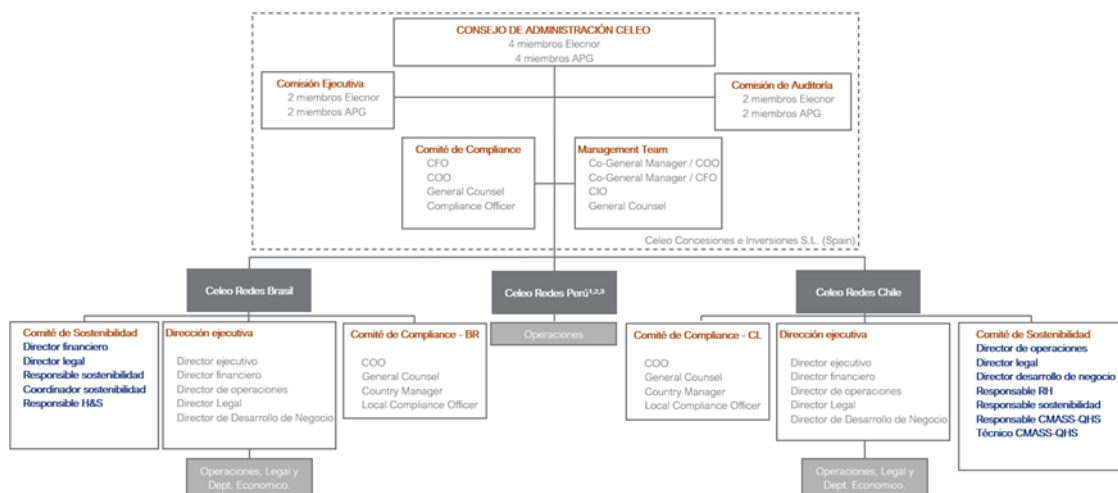 CONSEJO DE ADMINISTRACIÓN CELEO
4 miembros Elecnor
4 miembros APG
Comisión Ejecutiva
2 miembros Elecnor
2 miembros APG
Comisión de Auditoría
2 miembros Elecnor
2 miembros APG
Comité de Compliance
CFO
COO
General Counsel
Compliance Officer
Management Team
Co-General Manager / COO
Co-General Manager / CFO
CIO
General Counsel
Celeo Concesiones e Inversiones S.L. (Spain)
Celeo Redes Brasil
Celeo Redes Perú¹,²,³
Celeo Redes Chile
Comité de Sostenibilidad
Director financiero
Director legal
Responsible sostenibilidad
Coordinador sostenibilidad
Responsible H&S
Dirección ejecutiva
Director ejecutivo
Director financiero
Director de operaciones
Director Legal
Director de Desarrollo de Negocio
Operaciones, Legal y
Dept. Economico.
Comité de Compliance - BR
COO
General Counsel
Country Manager
Local Compliance Officer
Operaciones
Comité de Compliance - CL
COO
General Counsel
Country Manager
Local Compliance Officer
Dirección ejecutiva
Director ejecutivo
Director financiero
Director de operaciones
Director Legal
Director de Desarrollo de Negocio
Operaciones, Legal y
Dept. Economico.
Comité de Sostenibilidad
Director de operaciones
Director legal
Director desarrollo de negocio
Responsable RH
Responsable sostenibilidad
Responsable CMASS-QHS
Técnico CMASS-QHS